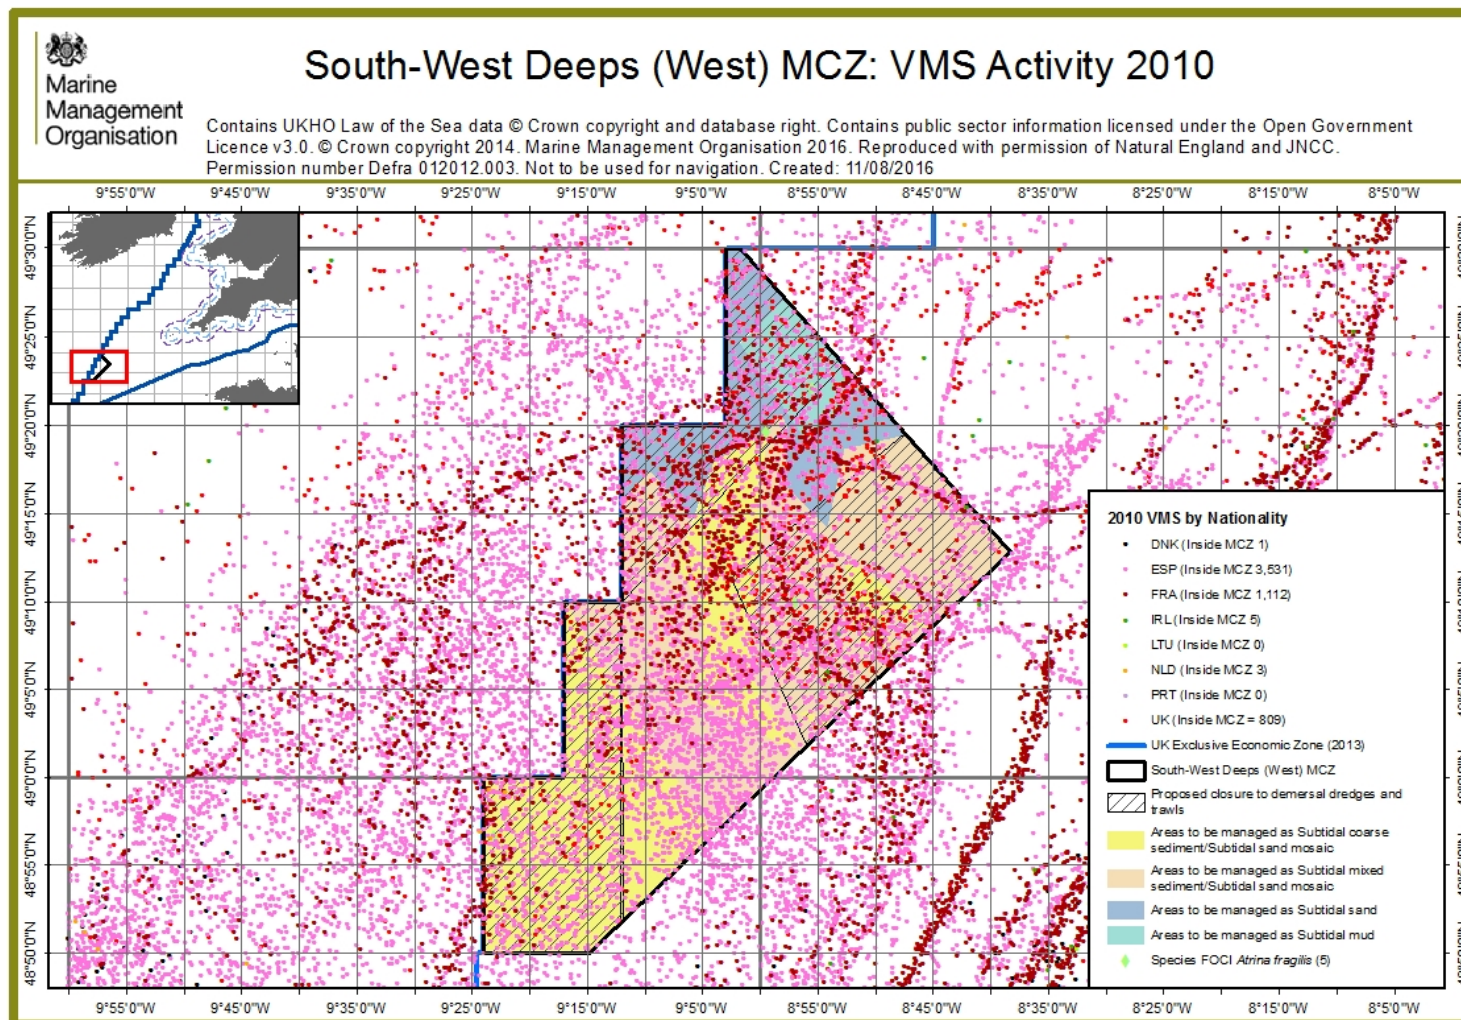 South-West Deeps (West) MCZ: VMS Activity 2010
Marine
Management
Organisation
Contains UKHO Law of the Sea data © Crown copyright and database right. Contains public sector information licensed under the Open Government
Licence v3.0. © Crown copyright 2014. Marine Management Organisation 2016. Reproduced with permission of Natural England and JNCC.
Permission number Defra 012012.003. Not to be used for navigation. Created: 11/08/2016
9°55'0"W 9°45'0"W 9°35'0"W 9°25'0"W 9°15'0"W 9°5'0"W 8°55'0"W 8°45'0"W 8°35'0"W 8°25'0"W 8°15'0"W 8°5'0"W
49°30'0"N
49°25'0"N
49°20'0"N
49°15'0"N
49°10'0"N
49°5'0"N
49°0'0"N
48°55'0"N
48°50'0"N
2010 VMS by Nationality
DNK (Inside MCZ 1)
ESP (Inside MCZ 3,531)
FRA (Inside MCZ 1,112)
IRL (Inside MCZ 5)
LTU (Inside MCZ 0)
NLD (Inside MCZ 3)
PRT (Inside MCZ 0)
UK (Inside MCZ = 809)
UK Exclusive Economic Zone (2013)
South-West Deeps (West) MCZ
Proposed closure to demersal dredges and
trawls
Areas to be managed as Subtidal coarse
sediment/Subtidal sand mosaic
Areas to be managed as Subtidal mixed
sediment/Subtidal sand mosaic
Areas to be managed as Subtidal sand
Areas to be managed as Subtidal mud
Species FOCI Atrina fragilis (5)
9°55'0"W 9°45'0"W 9°35'0"W 9°25'0"W 9°15'0"W 9°5'0"W 8°55'0"W 8°45'0"W 8°35'0"W 8°25'0"W 8°15'0"W 8°5'0"W